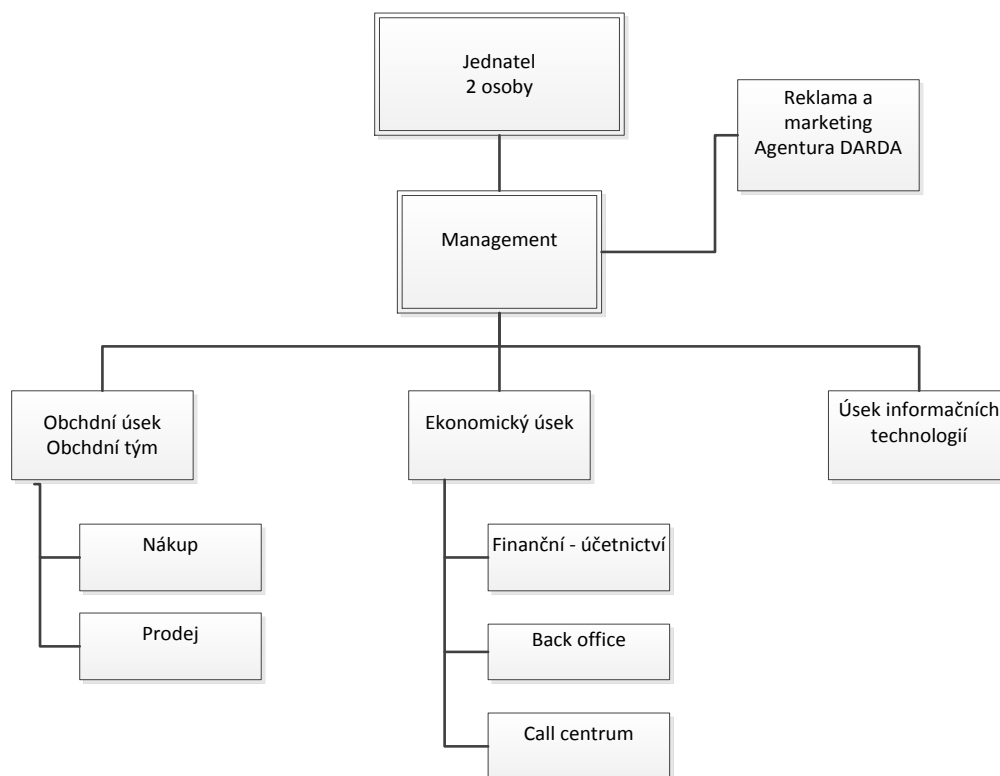 Jednatel
2 osoby
Reklama a
marketing
Agentura DARDA
Management
Obchdní úsek
Obchdní tým
Ekonomický úsek
Úsek informačních
technologií
Nákup
Prodej
Finanční - účetnictví
Back office
Call centrum